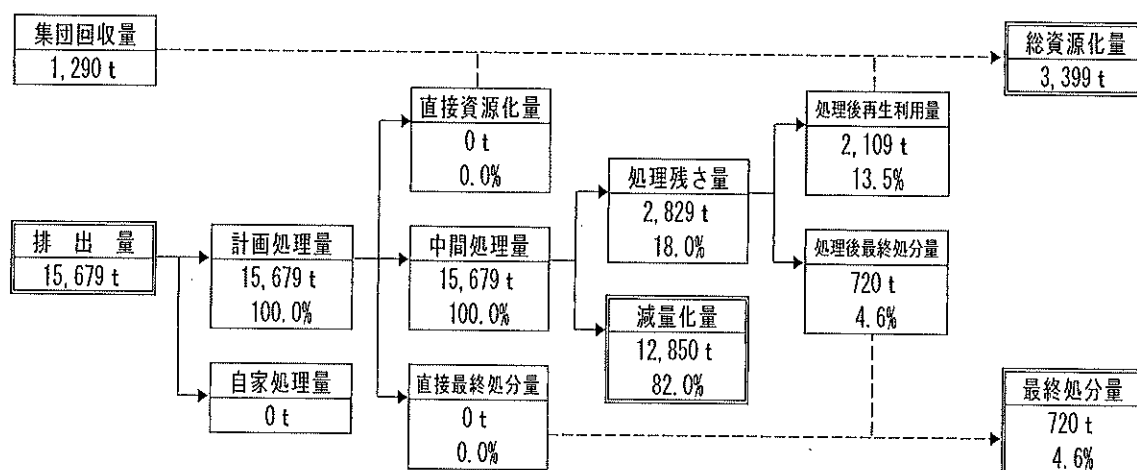 集団回収量
1,290 t
総資源化量
3,399 t
直接資源化量
0 t
0.0%
処理後再生利用量
2,109 t
13.5%
処理残さ量
2,829 t
18.0%
排出量
15,679 t
計画処理量
15,679 t
100.0%
中間処理量
15,679 t
100.0%
処理後最終処分量
720 t
4.6%
減量化量
12,850 t
82.0%
自家処理量
0 t
直接最終処分量
0 t
0.0%
最終処分量
720 t
4.6%